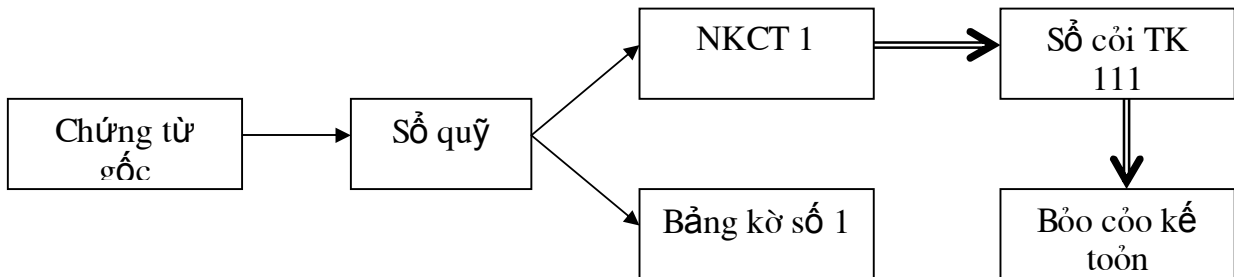 NKCT 1
Sổ cỏi TK
111
Chứng từ
gốc
Sổ quỹ
Bảng kờ số 1
Bỏo cỏo kế
toỏn